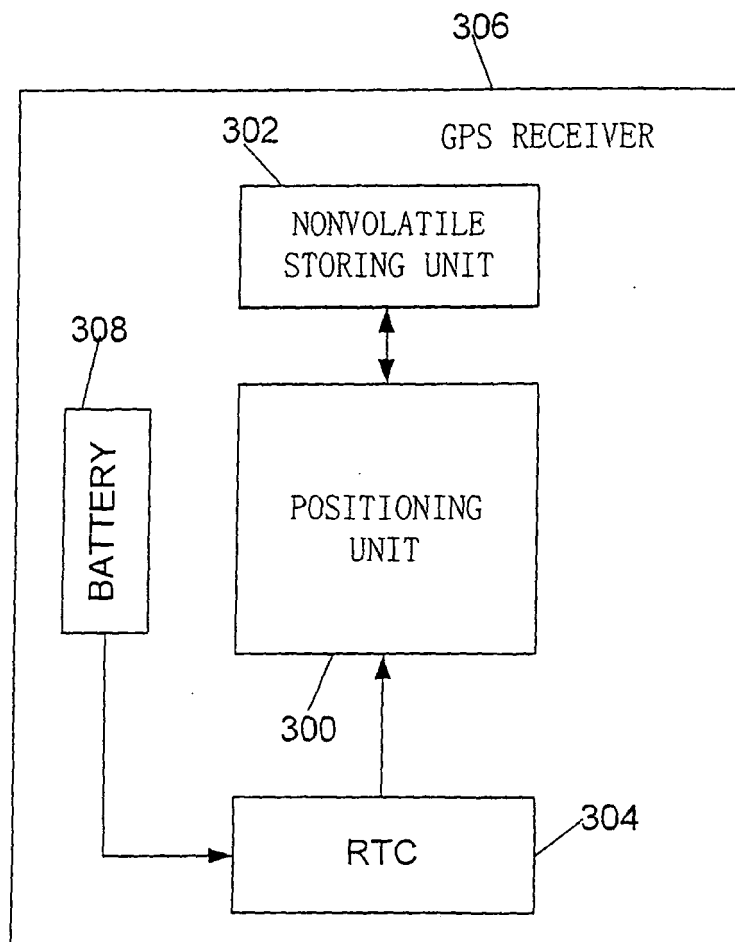 306
GPS RECEIVER
302
NONVOLATILE
STORING UNIT
308
BATTERY
POSITIONING
UNIT
300
RTC
304